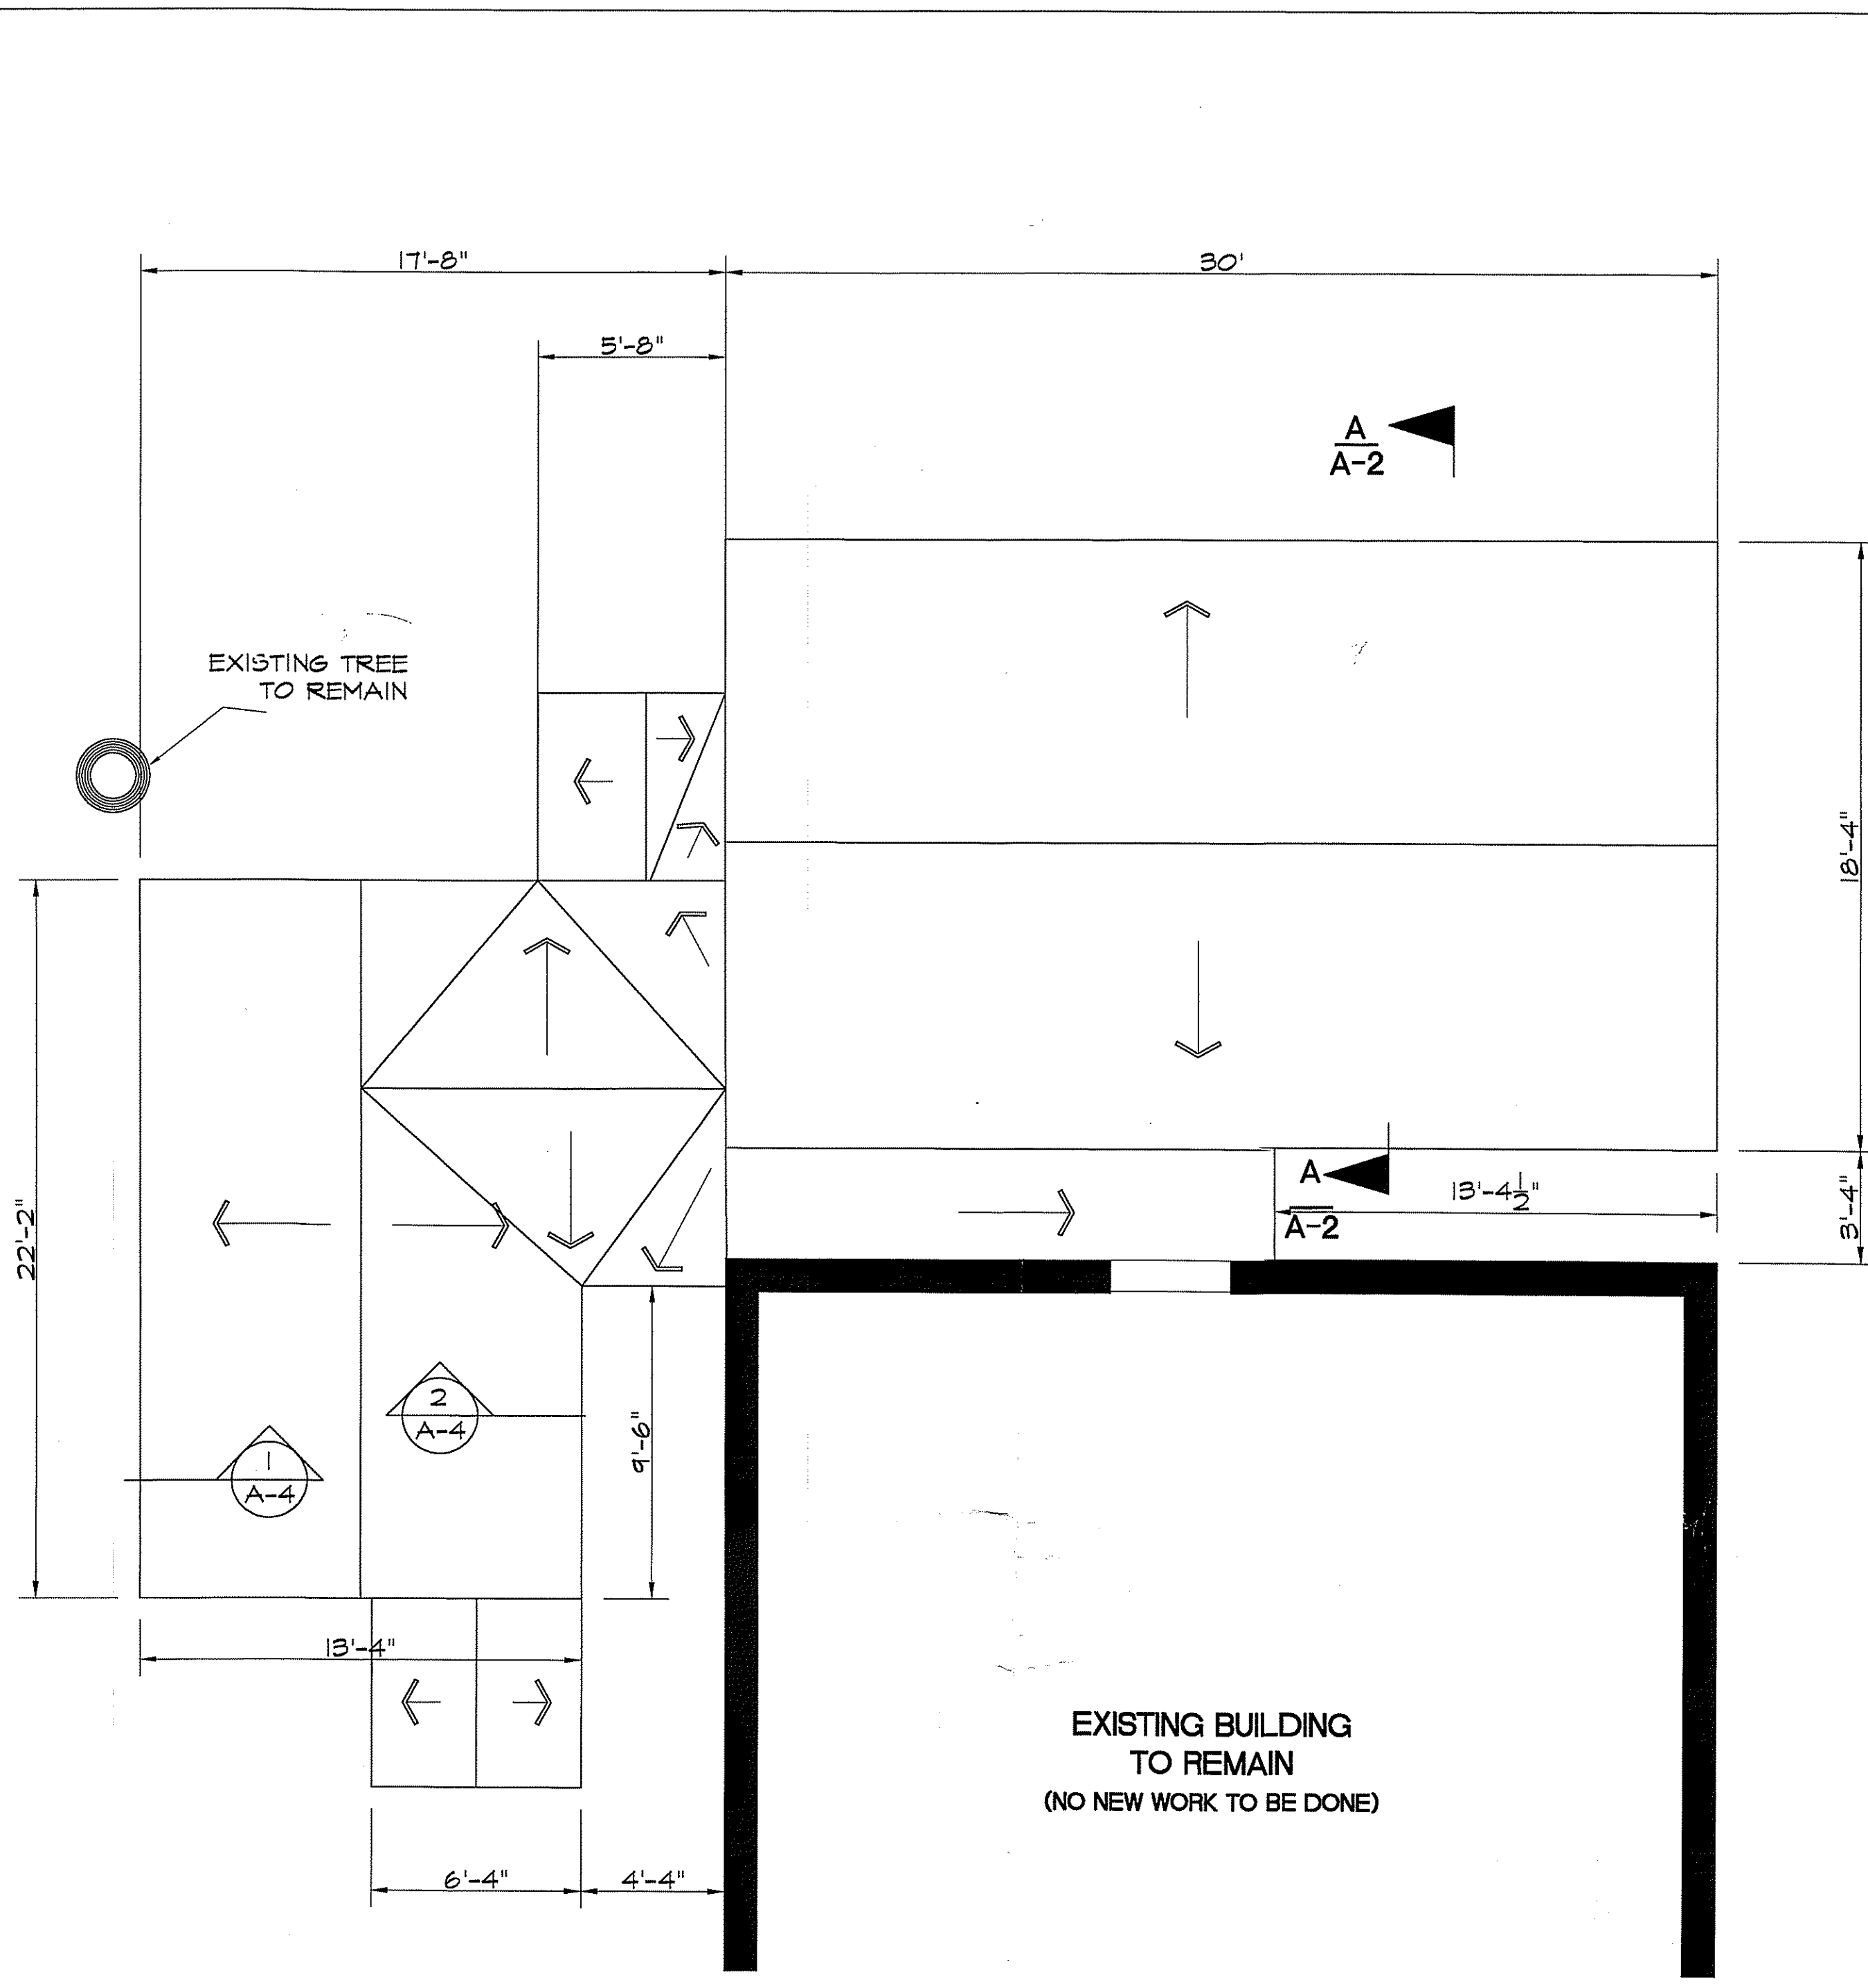 17'-8"
30'
5'-8"
A
A-2
EXISTING TREE
TO REMAIN
18'-4"
A
A-2
13'-4½"
3'-4"
22'-2"
2
A-4
9'-6"
1
A-4
13'-4"
EXISTING BUILDING
TO REMAIN
(NO NEW WORK TO BE DONE)
6'-4"
4'-4"